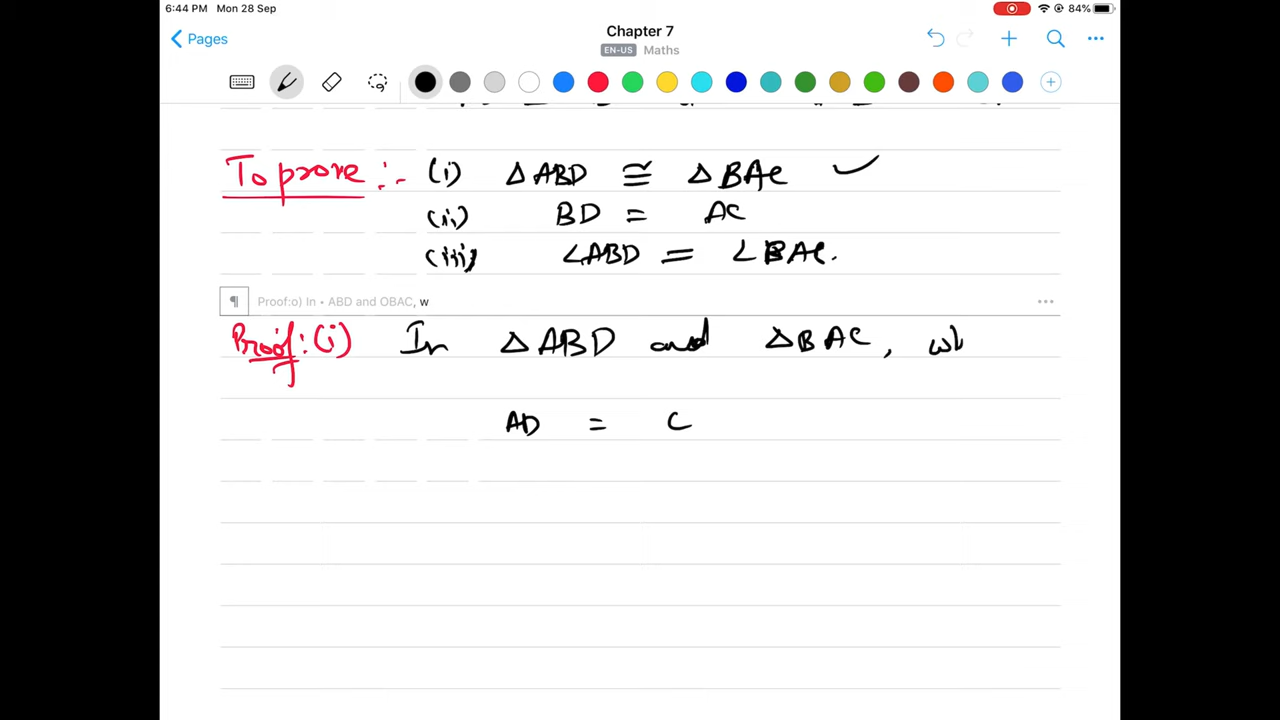 6:44 PM Mon 28 Sep
84%
Pages
Chapter 7
EN-US Maths
To prove :- (i) △ABD ≅ △BAC ✓
(ii) BD = AC
(iii) ∠ABD = ∠BAC.
¶ Proof:o) In • ABD and OBAC, w
Proof: (i) In △ABD and △BAC, wh
AD = C